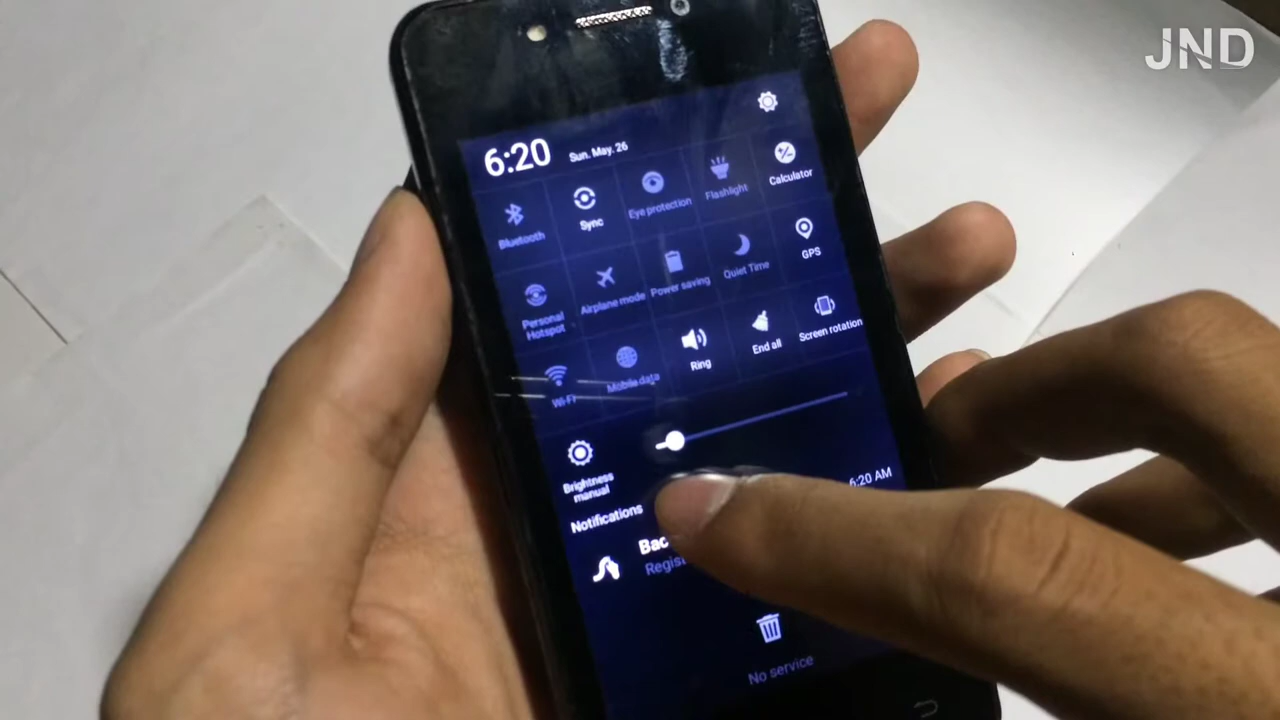 JND
6:20 Sun. May. 26
Bluetooth Sync Eye protection Flashlight Calculator
Personal Hotspot Airplane mode Power saving Quiet Time GPS
Wi-Fi Mobile data Ring End all Screen rotation
Brightness
manual
Notifications
6:20 AM
No service